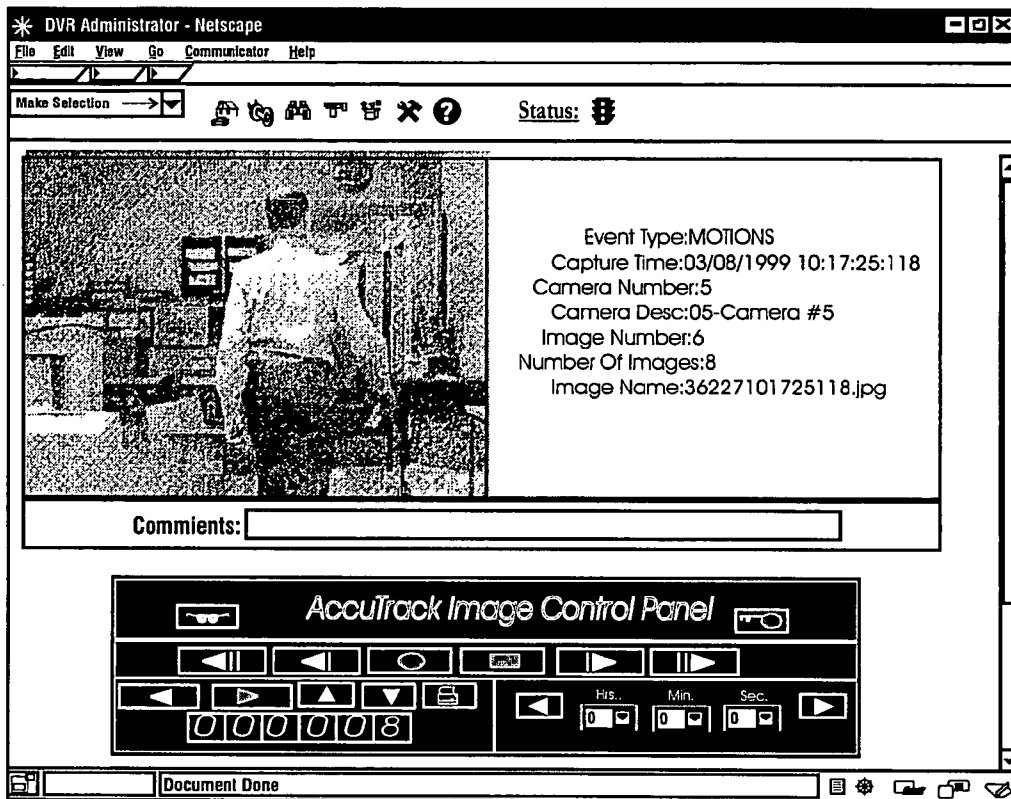 DVR Administrator - Netscape
File Edit View Go Communicator Help
Make Selection
Status:
Event Type:MOTIONS
Capture Time:03/08/1999 10:17:25:118
Camera Number:5
Camera Desc:05-Camera #5
Image Number:6
Number Of Images:8
Image Name:36227101725118.jpg
Commients:
AccuTrack Image Control Panel
Hrs.. Min. Sec.
0 0 0
000008
Document Done